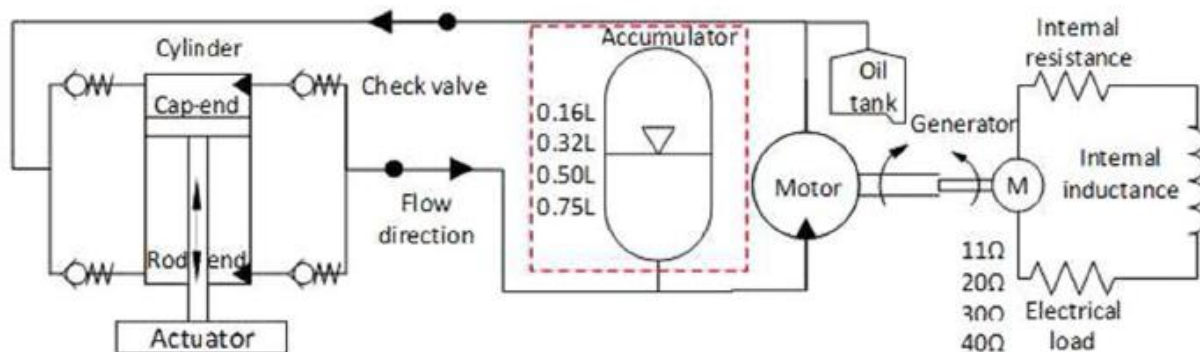 Cylinder
Cap-end
Rod end
Actuator
Check valve
Flow
direction
Accumulator
0.16L
0.32L
0.50L
0.75L
Motor
Oil
tank
Generator
M
Internal
resistance
Internal
inductance
11Ω
20Ω
30Ω
40Ω
Electrical
load